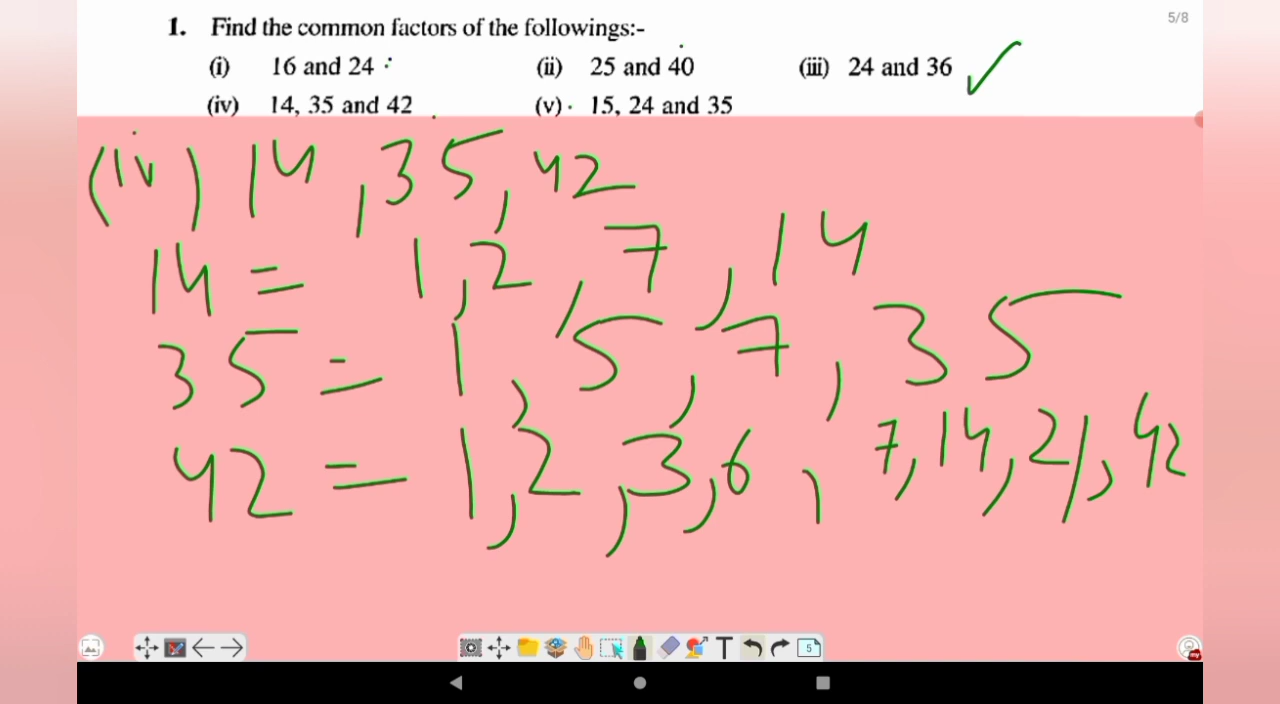 5/8
1. Find the common factors of the followings:-
(i) 16 and 24 (ii) 25 and 40 (iii) 24 and 36
(iv) 14, 35 and 42 (v) 15, 24 and 35
(iv) 14, 35, 42
14 = 1, 2, 7, 14
35 = 1, 5, 7, 35
42 = 1, 2, 3, 6, 7, 14, 21, 42
T 5